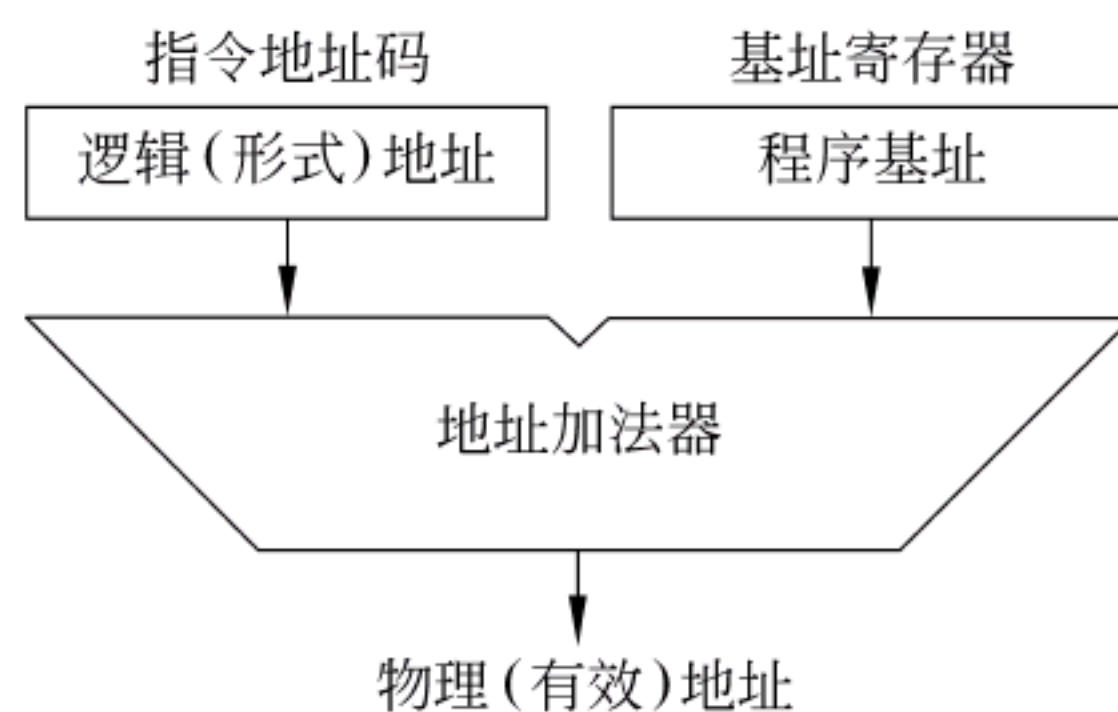 指令地址码
基址寄存器
逻辑(形式)地址
程序基址
地址加法器
物理(有效)地址